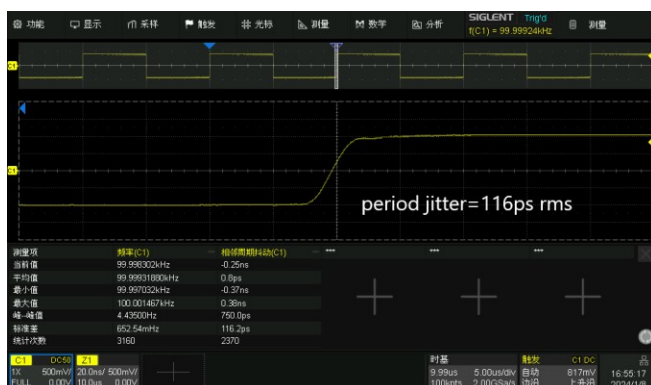 功能 显示 采样 触发 光标 测量 数学 分析 SIGLENT Trig'd 测量
f(C1) = 99.99924kHz
C1
C1
period jitter=116ps rms
测量项 频率(C1) 相邻周期抖动(C1) *** *** ***
当前值 99.998302kHz -0.25ns
平均值 99.99931880kHz 0.8ps
最小值 99.997032kHz -0.37ns
最大值 100.001467kHz 0.38ns
峰--峰值 4.43500Hz 750.0ps
标准差 652.54mHz 116.2ps
统计次数 3160 2370
C1 DC50 Z1 时基 触发 C1 DC
1X 500mV/ 20.0ns/ 500mV/ 9.99us 5.00us/div 自动 817mV 16:55:17
FULL 0.00V 10.0us 0.00V 100kpts 2.00GSa/s 边沿 上升沿 2024/1/8